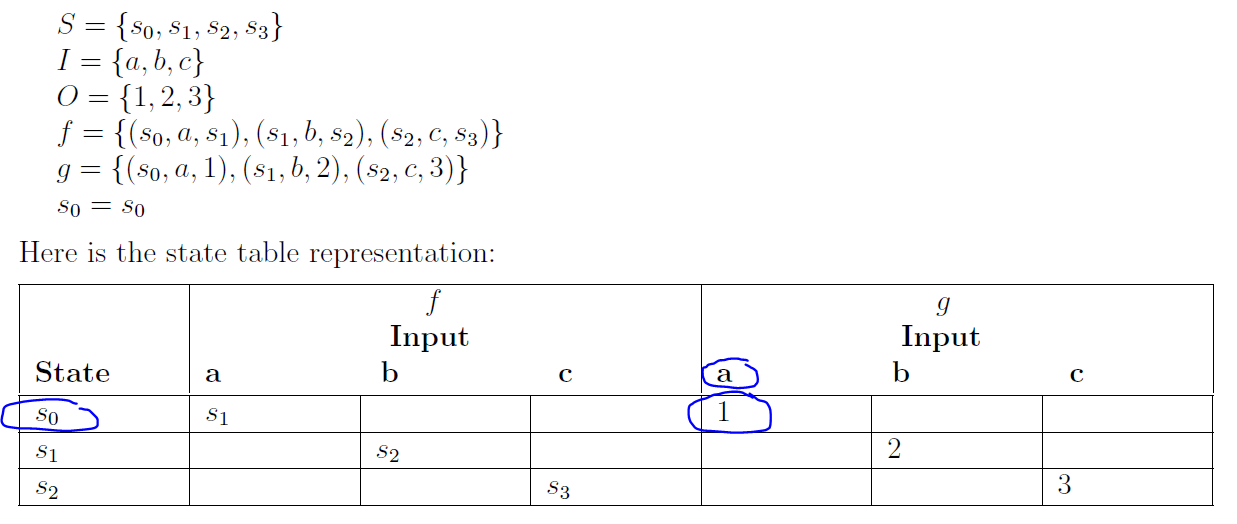 S = {s₀, s₁, s₂, s₃}
I = {a, b, c}
O = {1, 2, 3}
f = {(s₀, a, s₁), (s₁, b, s₂), (s₂, c, s₃)}
g = {(s₀, a, 1), (s₁, b, 2), (s₂, c, 3)}
s₀ = s₀
Here is the state table representation:
f g
Input Input
State a b c a b c
s₀ s₁ 1
s₁ s₂ 2
s₂ s₃ 3